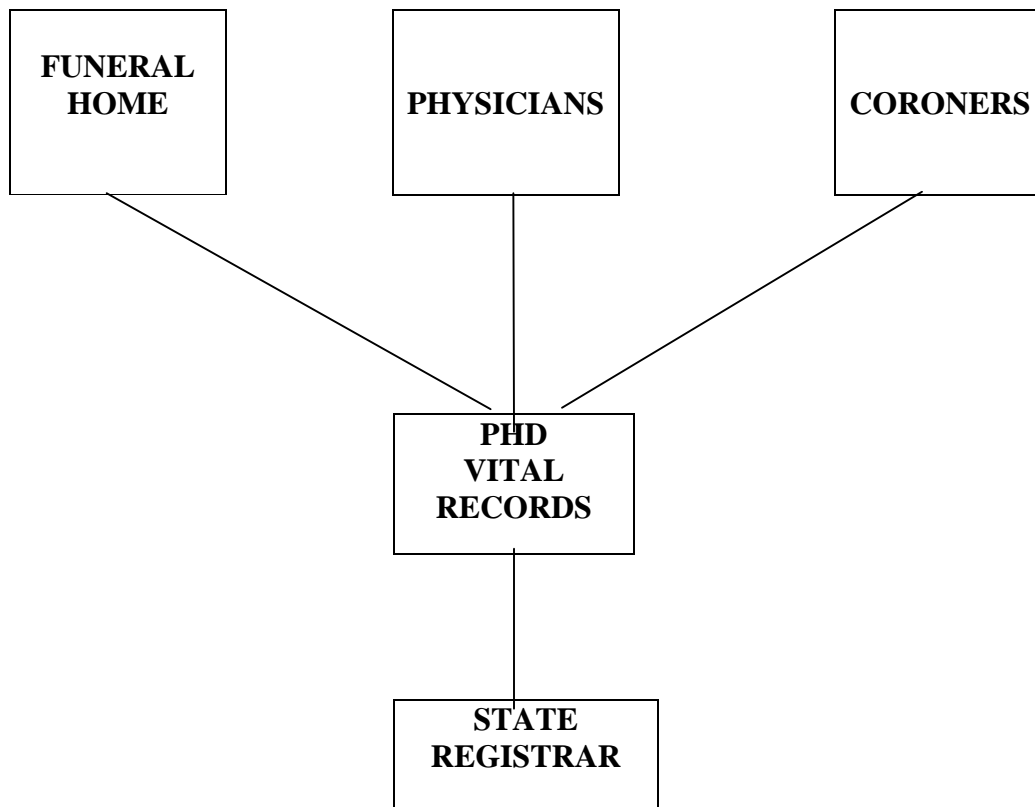 FUNERAL
HOME
PHYSICIANS
CORONERS
PHD
VITAL
RECORDS
STATE
REGISTRAR